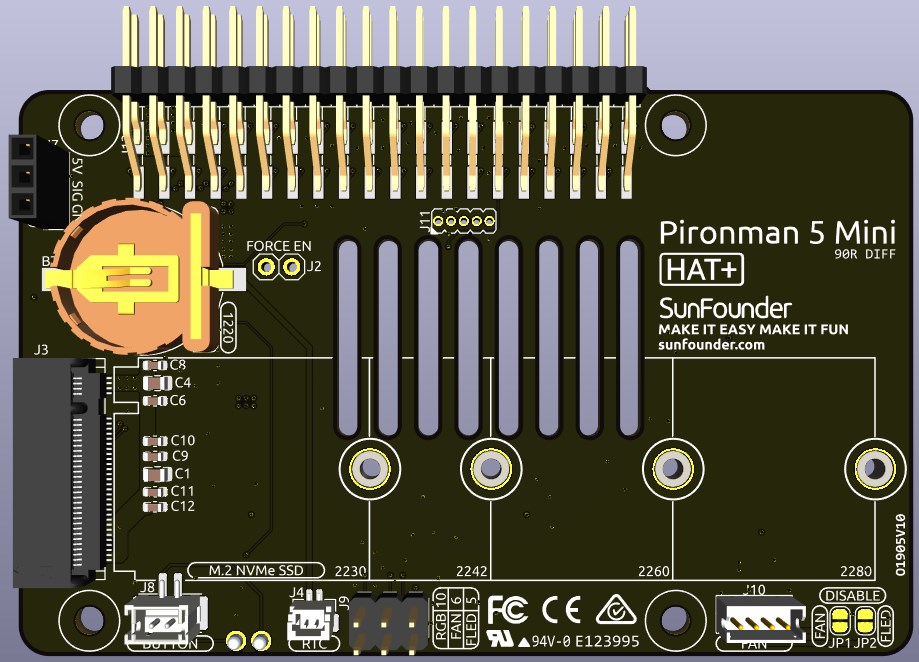 J11
Pironman 5 Mini
90R DIFF
HAT+
FORCE EN
J2
SunFounder
MAKE IT EASY MAKE IT FUN
sunfounder.com
5V SIG
1220
J3
C8
C4
C6
C10
C9
C1
C11
C12
01905V10
M.2 NVMe SSD
2230
2242
2260
2280
J8
J4
J9
J10
RGB 10
FAN 6
FLED 5
FC CE
94V-0 E123995
DISABLE
FAN
FLED
JP1 JP2
BUTTON
RTC
FAN